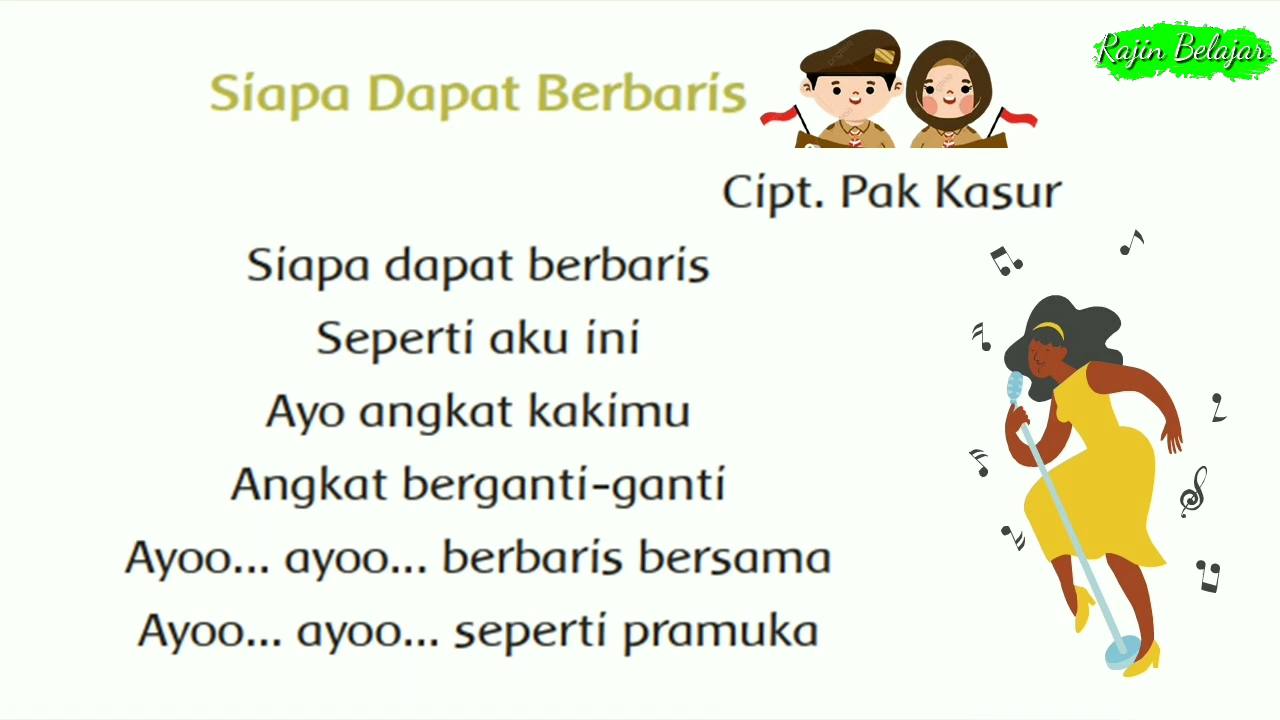 Siapa Dapat Berbaris
Rajin Belajar
Cipt. Pak Kasur
Siapa dapat berbaris
Seperti aku ini
Ayo angkat kakimu
Angkat berganti-ganti
Ayoo... ayoo... berbaris bersama
Ayoo... ayoo... seperti pramuka